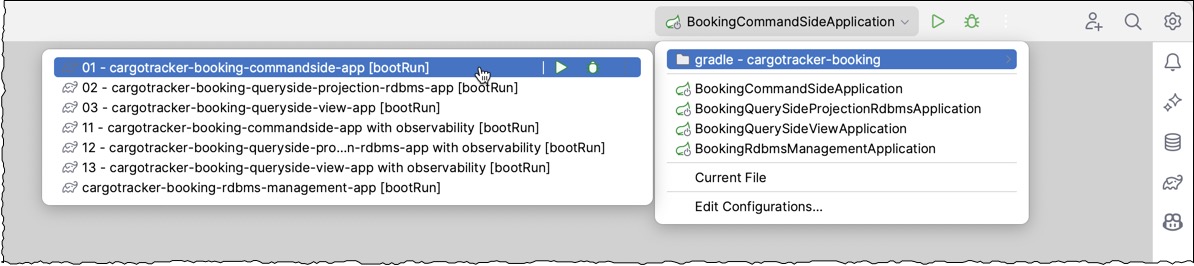 BookingCommandSideApplication
01 - cargotracker-booking-commandside-app [bootRun]
02 - cargotracker-booking-queryside-projection-rdbms-app [bootRun]
03 - cargotracker-booking-queryside-view-app [bootRun]
11 - cargotracker-booking-commandside-app with observability [bootRun]
12 - cargotracker-booking-queryside-pro...n-rdbms-app with observability [bootRun]
13 - cargotracker-booking-queryside-view-app with observability [bootRun]
cargotracker-booking-rdbms-management-app [bootRun]
gradle - cargotracker-booking
BookingCommandSideApplication
BookingQuerySideProjectionRdbmsApplication
BookingQuerySideViewApplication
BookingRdbmsManagementApplication
Current File
Edit Configurations...